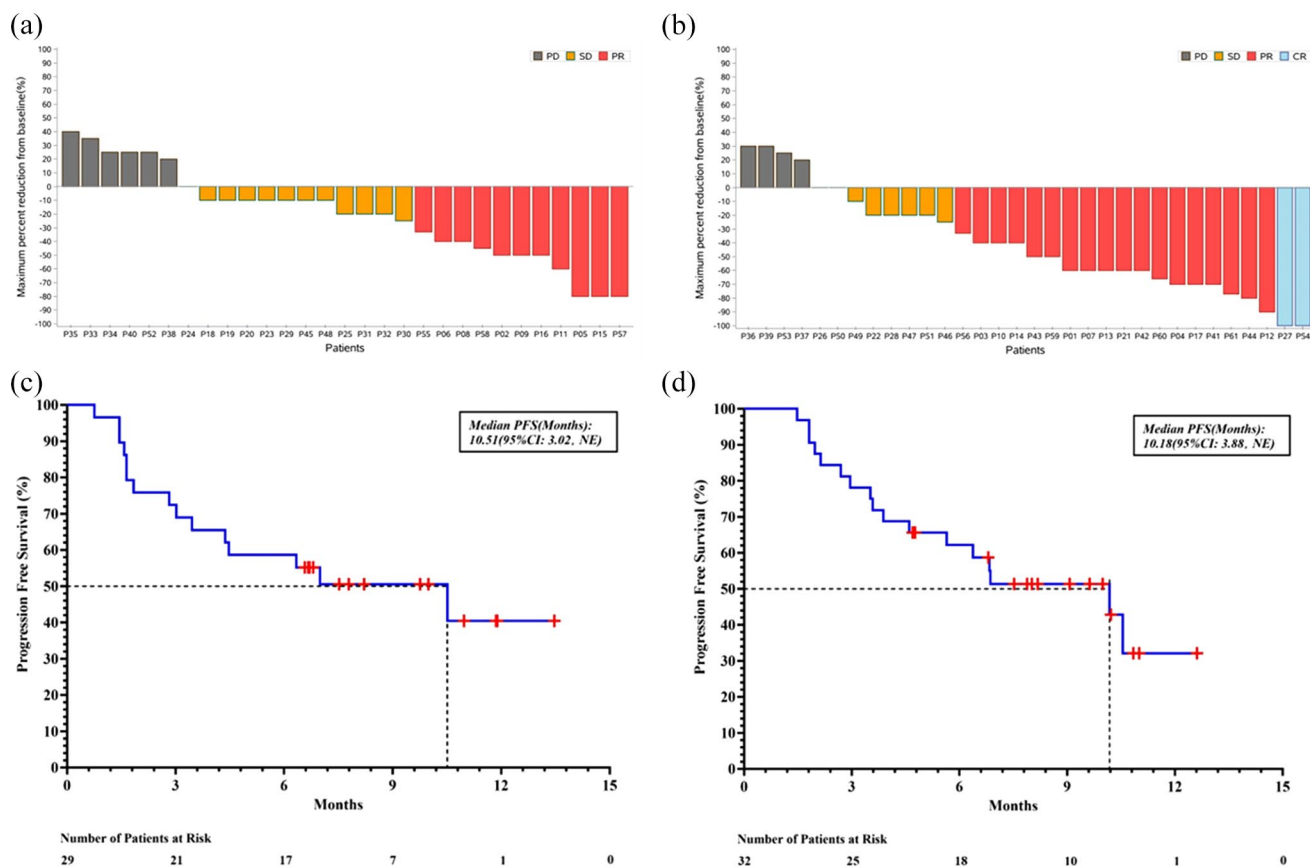 (a)
Maximum percent reduction from baseline(%)
100
90
80
70
60
50
40
30
20
10
0
-10
-20
-30
-40
-50
-60
-70
-80
-90
-100
PD SD PR
P35 P33 P34 P40 P52 P38 P24 P18 P19 P20 P23 P29 P45 P48 P25 P31 P32 P30 P55 P06 P08 P58 P02 P09 P16 P11 P05 P15 P57
Patients
(b)
Maximum percent reduction from baseline(%)
100
90
80
70
60
50
40
30
20
10
0
-10
-20
-30
-40
-50
-60
-70
-80
-90
-100
PD SD PR CR
P36 P39 P53 P37 P26 P50 P49 P22 P28 P47 P51 P46 P56 P03 P10 P14 P43 P59 P01 P07 P13 P21 P42 P60 P04 P17 P41 P61 P44 P12 P27 P54
Patients
(c)
Progression Free Survival (%)
100
90
80
70
60
50
40
30
20
10
0
Median PFS(Months):
10.51(95%CI: 3.02, NE)
0 3 6 9 12 15
Months
Number of Patients at Risk
29 21 17 7 1 0
(d)
Progression Free Survival (%)
100
90
80
70
60
50
40
30
20
10
0
Median PFS(Months):
10.18(95%CI: 3.88, NE)
0 3 6 9 12 15
Months
Number of Patients at Risk
32 25 18 10 1 0